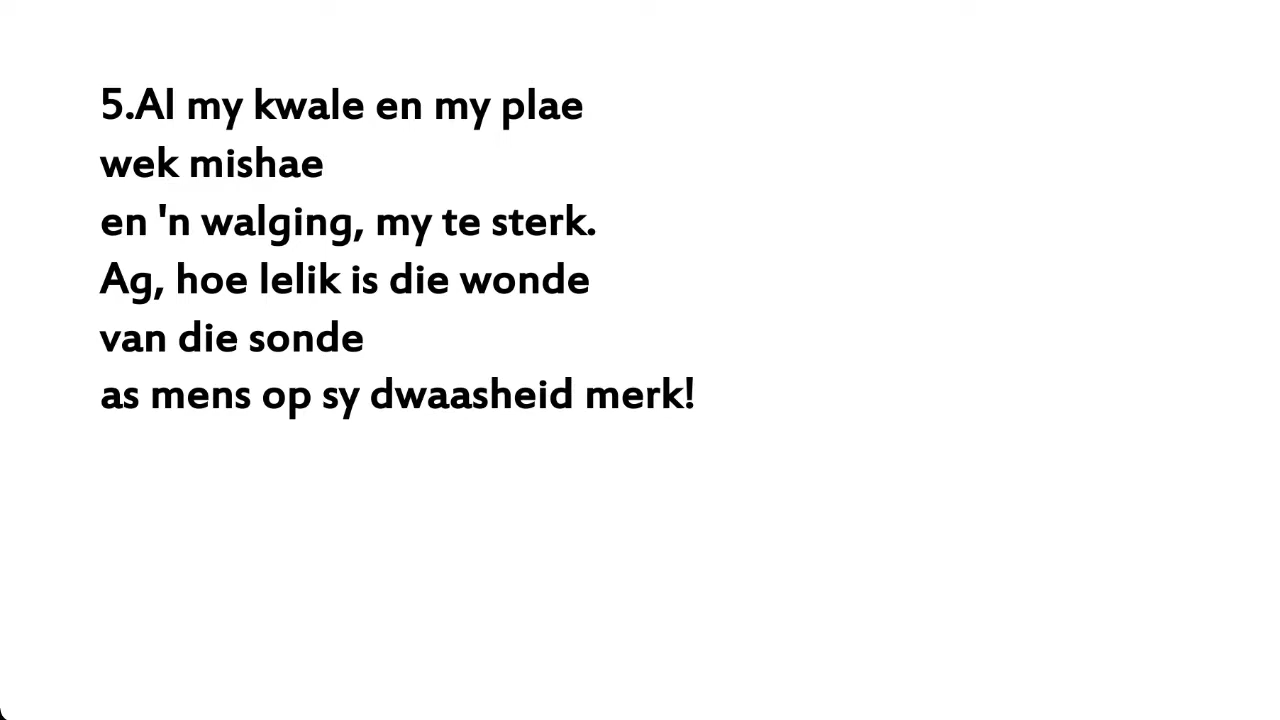 5.Al my kwale en my plae
wek mishae
en 'n walging, my te sterk.
Ag, hoe lelik is die wonde
van die sonde
as mens op sy dwaasheid merk!